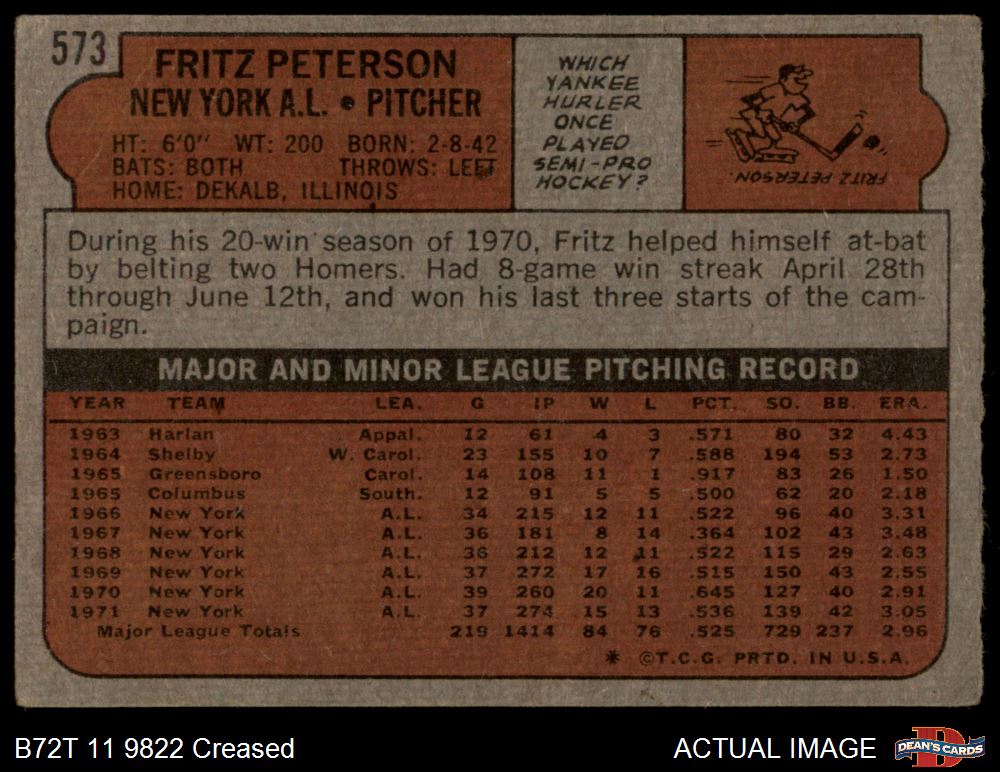 573
FRITZ PETERSON
NEW YORK A.L. • PITCHER
HT: 6'0" WT: 200 BORN: 2-8-42
BATS: BOTH THROWS: LEFT
HOME: DEKALB, ILLINOIS
WHICH
YANKEE
HURLER
ONCE
PLAYED
SEMI-PRO
HOCKEY?
FRITZ PETERSON.
During his 20-win season of 1970, Fritz helped himself at-bat
by belting two Homers. Had 8-game win streak April 28th
through June 12th, and won his last three starts of the cam-
paign.
MAJOR AND MINOR LEAGUE PITCHING RECORD
YEAR TEAM LEA. G IP W L PCT. SO. BB. ERA.
1963 Harlan Appal. 12 61 4 3 .571 80 32 4.43
1964 Shelby W. Carol. 23 155 10 7 .588 194 53 2.73
1965 Greensboro Carol. 14 108 11 1 .917 83 26 1.50
1965 Columbus South. 12 91 5 5 .500 62 20 2.18
1966 New York A.L. 34 215 12 11 .522 96 40 3.31
1967 New York A.L. 36 181 8 14 .364 102 43 3.48
1968 New York A.L. 36 212 12 11 .522 115 29 2.63
1969 New York A.L. 37 272 17 16 .515 150 43 2.55
1970 New York A.L. 39 260 20 11 .645 127 40 2.91
1971 New York A.L. 37 274 15 13 .536 139 42 3.05
Major League Totals 219 1414 84 76 .525 729 237 2.96
* ©T.C.G. PRTD. IN U.S.A.
B72T 11 9822 Creased
ACTUAL IMAGE
DEAN'S CARDS